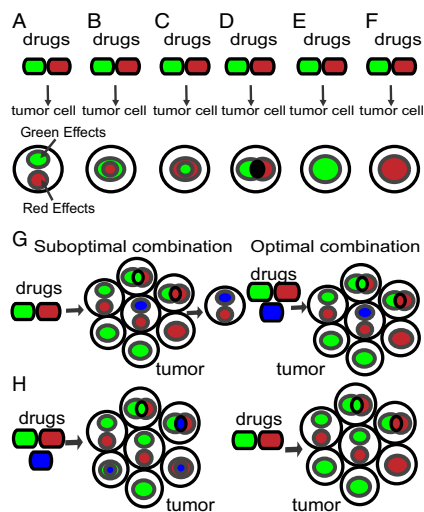 A B C D E F
drugs drugs drugs drugs drugs drugs
tumor cell tumor cell tumor cell tumor cell tumor cell tumor cell
Green Effects
Red Effects
G Suboptimal combination Optimal combination
drugs
drugs
tumor tumor
H
drugs drugs
tumor tumor